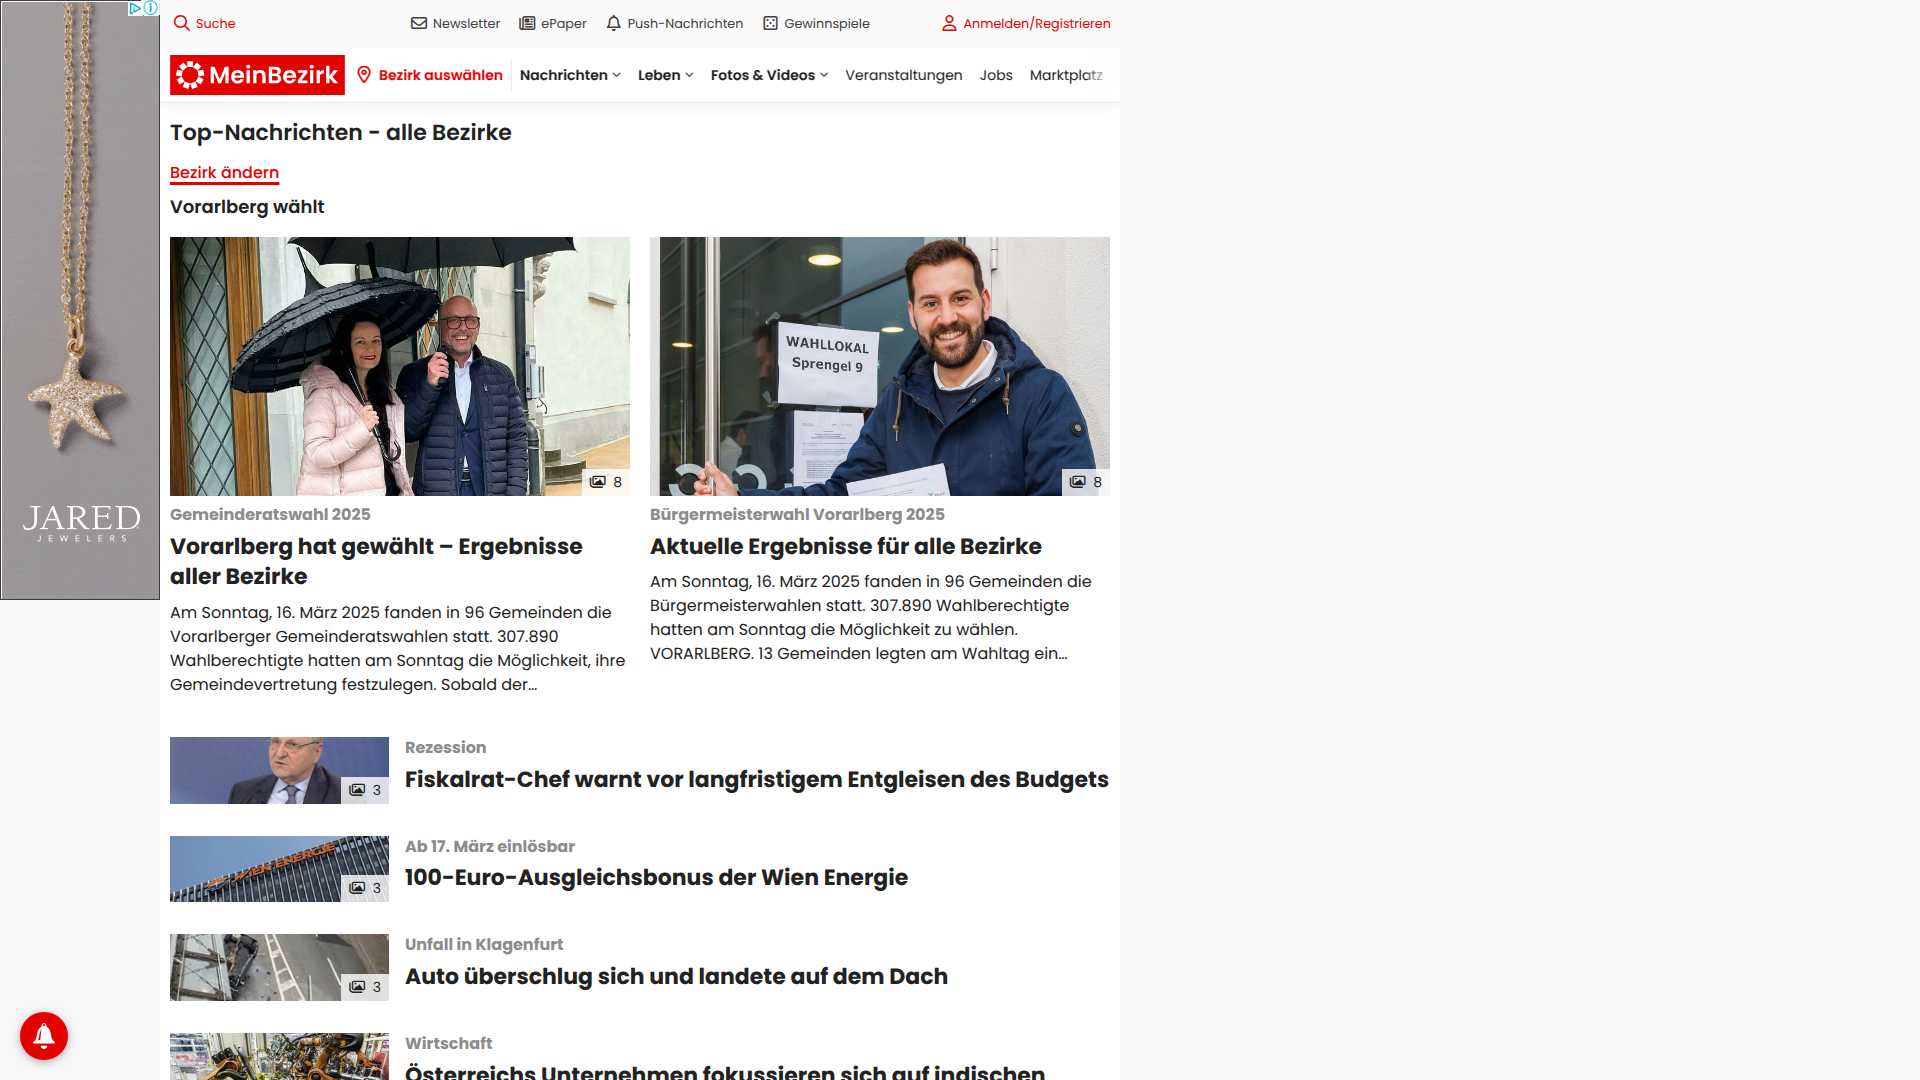 Suche
Newsletter
ePaper
Push-Nachrichten
Gewinnspiele
Anmelden/Registrieren
MeinBezirk
Bezirk auswählen
Nachrichten
Leben
Fotos & Videos
Veranstaltungen
Jobs
Marktplatz
Top-Nachrichten - alle Bezirke
Bezirk ändern
Vorarlberg wählt
WAHLLOKAL
Sprengel 9
8
8
JARED
JEWELERS
Gemeinderatswahl 2025
Vorarlberg hat gewählt – Ergebnisse
aller Bezirke
Am Sonntag, 16. März 2025 fanden in 96 Gemeinden die
Vorarlberger Gemeinderatswahlen statt. 307.890
Wahlberechtigte hatten am Sonntag die Möglichkeit, ihre
Gemeindevertretung festzulegen. Sobald der...
Bürgermeisterwahl Vorarlberg 2025
Aktuelle Ergebnisse für alle Bezirke
Am Sonntag, 16. März 2025 fanden in 96 Gemeinden die
Bürgermeisterwahlen statt. 307.890 Wahlberechtigte
hatten am Sonntag die Möglichkeit zu wählen.
VORARLBERG. 13 Gemeinden legten am Wahltag ein...
3
Rezession
Fiskalrat-Chef warnt vor langfristigem Entgleisen des Budgets
WIEN ENERGIE
3
Ab 17. März einlösbar
100-Euro-Ausgleichsbonus der Wien Energie
3
Unfall in Klagenfurt
Auto überschlug sich und landete auf dem Dach
Wirtschaft
Österreichs Unternehmen fokussieren sich auf indischen